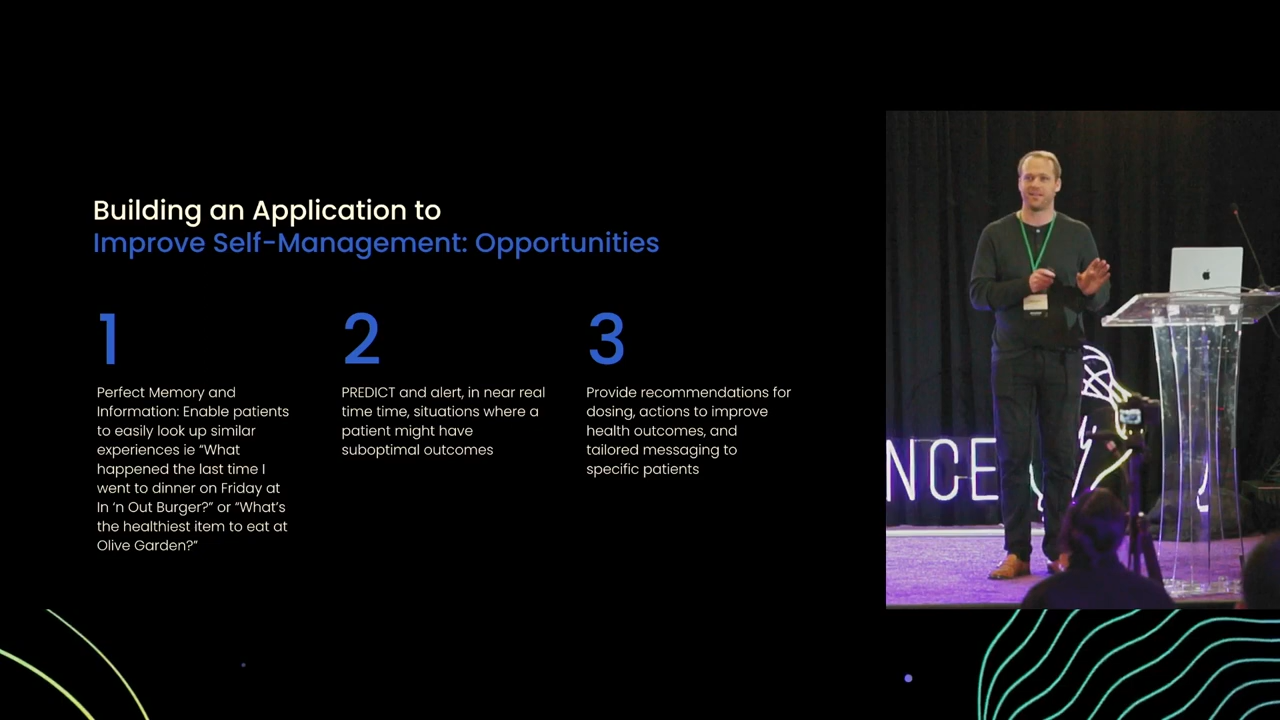 Building an Application to
Improve Self-Management: Opportunities
1
Perfect Memory and
Information: Enable patients
to easily look up similar
experiences ie “What
happened the last time I
went to dinner on Friday at
In ‘n Out Burger?” or “What’s
the healthiest item to eat at
Olive Garden?”
2
PREDICT and alert, in near real
time time, situations where a
patient might have
suboptimal outcomes
3
Provide recommendations for
dosing, actions to improve
health outcomes, and
tailored messaging to
specific patients
NCE